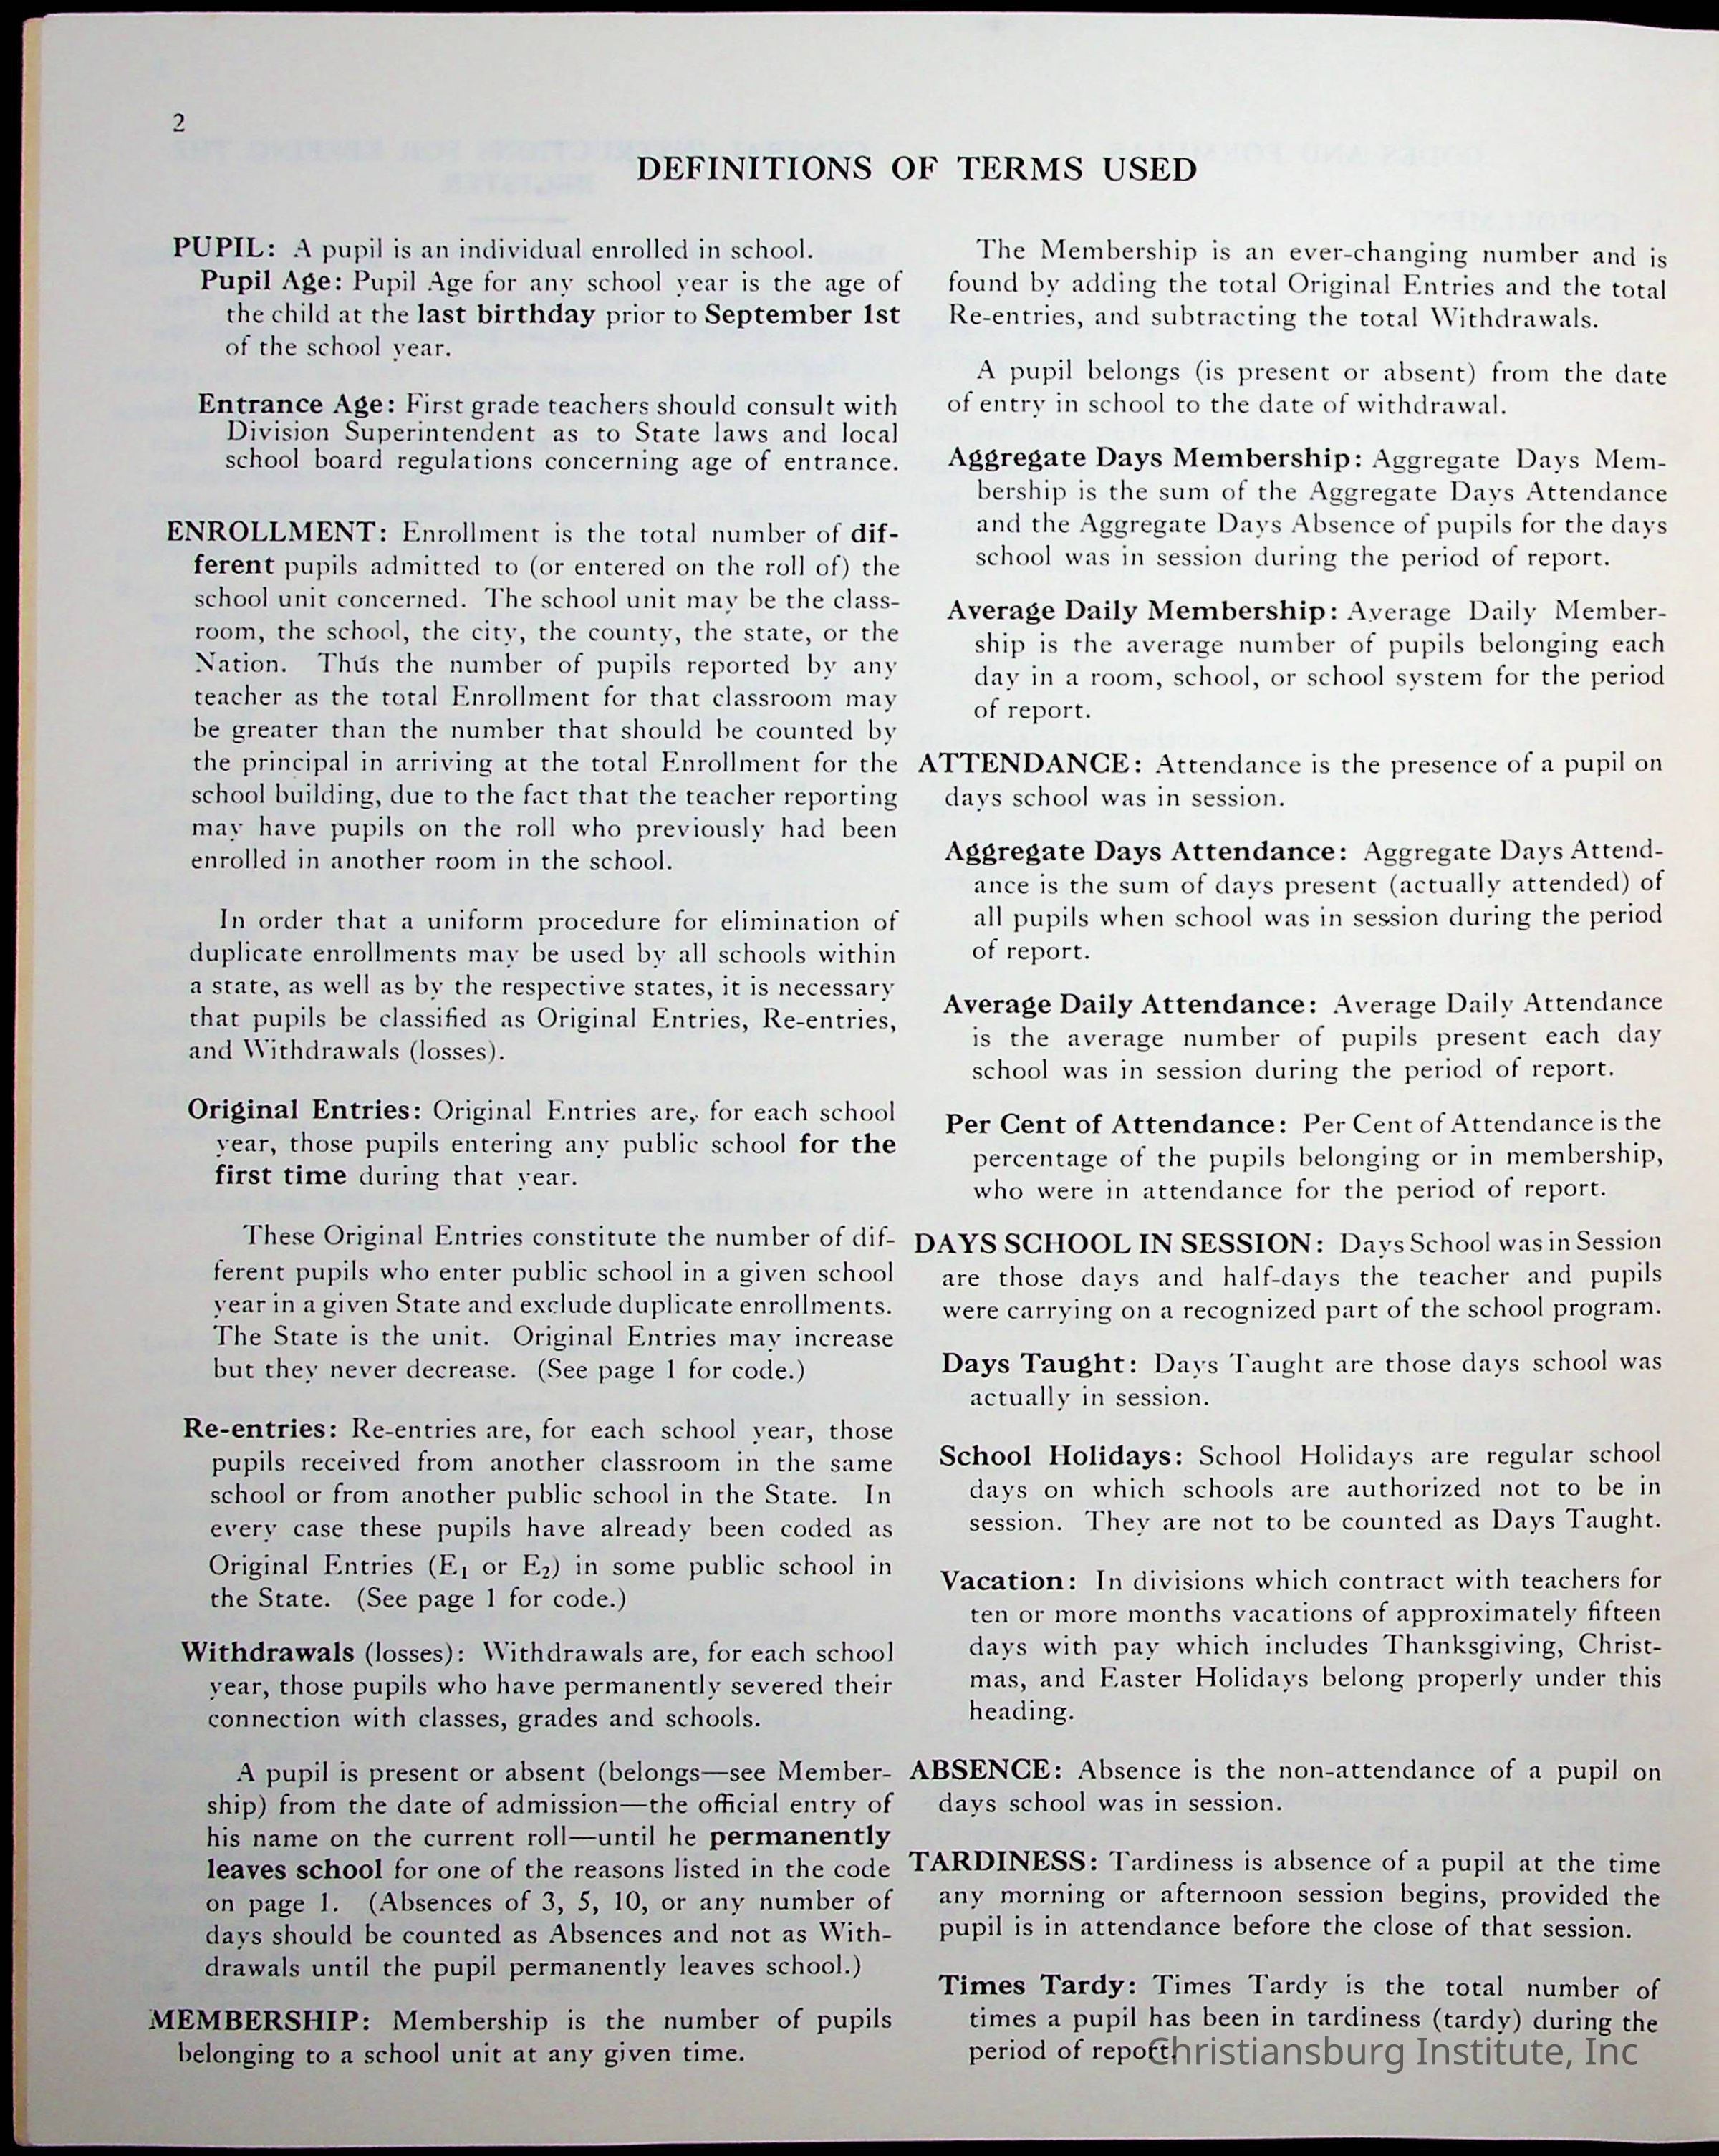 2
DEFINITIONS OF TERMS USED
PUPIL: A pupil is an individual enrolled in school.
Pupil Age: Pupil Age for any school year is the age of
the child at the last birthday prior to September 1st
of the school year.
Entrance Age: First grade teachers should consult with
Division Superintendent as to State laws and local
school board regulations concerning age of entrance.
ENROLLMENT: Enrollment is the total number of dif-
ferent pupils admitted to (or entered on the roll of) the
school unit concerned. The school unit may be the class-
room, the school, the city, the county, the state, or the
Nation. Thus the number of pupils reported by any
teacher as the total Enrollment for that classroom may
be greater than the number that should be counted by
the principal in arriving at the total Enrollment for the
school building, due to the fact that the teacher reporting
may have pupils on the roll who previously had been
enrolled in another room in the school.
In order that a uniform procedure for elimination of
duplicate enrollments may be used by all schools within
a state, as well as by the respective states, it is necessary
that pupils be classified as Original Entries, Re-entries,
and Withdrawals (losses).
Original Entries: Original Entries are, for each school
year, those pupils entering any public school for the
first time during that year.
These Original Entries constitute the number of dif-
ferent pupils who enter public school in a given school
year in a given State and exclude duplicate enrollments.
The State is the unit. Original Entries may increase
but they never decrease. (See page 1 for code.)
Re-entries: Re-entries are, for each school year, those
pupils received from another classroom in the same
school or from another public school in the State. In
every case these pupils have already been coded as
Original Entries (E₁ or E₂) in some public school in
the State. (See page 1 for code.)
Withdrawals (losses): Withdrawals are, for each school
year, those pupils who have permanently severed their
connection with classes, grades and schools.
A pupil is present or absent (belongs—see Member-
ship) from the date of admission—the official entry of
his name on the current roll—until he permanently
leaves school for one of the reasons listed in the code
on page 1. (Absences of 3, 5, 10, or any number of
days should be counted as Absences and not as With-
drawals until the pupil permanently leaves school.)
MEMBERSHIP: Membership is the number of pupils
belonging to a school unit at any given time.
The Membership is an ever-changing number and is
found by adding the total Original Entries and the total
Re-entries, and subtracting the total Withdrawals.
A pupil belongs (is present or absent) from the date
of entry in school to the date of withdrawal.
Aggregate Days Membership: Aggregate Days Mem-
bership is the sum of the Aggregate Days Attendance
and the Aggregate Days Absence of pupils for the days
school was in session during the period of report.
Average Daily Membership: Average Daily Member-
ship is the average number of pupils belonging each
day in a room, school, or school system for the period
of report.
ATTENDANCE: Attendance is the presence of a pupil on
days school was in session.
Aggregate Days Attendance: Aggregate Days Attend-
ance is the sum of days present (actually attended) of
all pupils when school was in session during the period
of report.
Average Daily Attendance: Average Daily Attendance
is the average number of pupils present each day
school was in session during the period of report.
Per Cent of Attendance: Per Cent of Attendance is the
percentage of the pupils belonging or in membership,
who were in attendance for the period of report.
DAYS SCHOOL IN SESSION: Days School was in Session
are those days and half-days the teacher and pupils
were carrying on a recognized part of the school program.
Days Taught: Days Taught are those days school was
actually in session.
School Holidays: School Holidays are regular school
days on which schools are authorized not to be in
session. They are not to be counted as Days Taught.
Vacation: In divisions which contract with teachers for
ten or more months vacations of approximately fifteen
days with pay which includes Thanksgiving, Christ-
mas, and Easter Holidays belong properly under this
heading.
ABSENCE: Absence is the non-attendance of a pupil on
days school was in session.
TARDINESS: Tardiness is absence of a pupil at the time
any morning or afternoon session begins, provided the
pupil is in attendance before the close of that session.
Times Tardy: Times Tardy is the total number of
times a pupil has been in tardiness (tardy) during the
period of report.
Christiansburg Institute, Inc